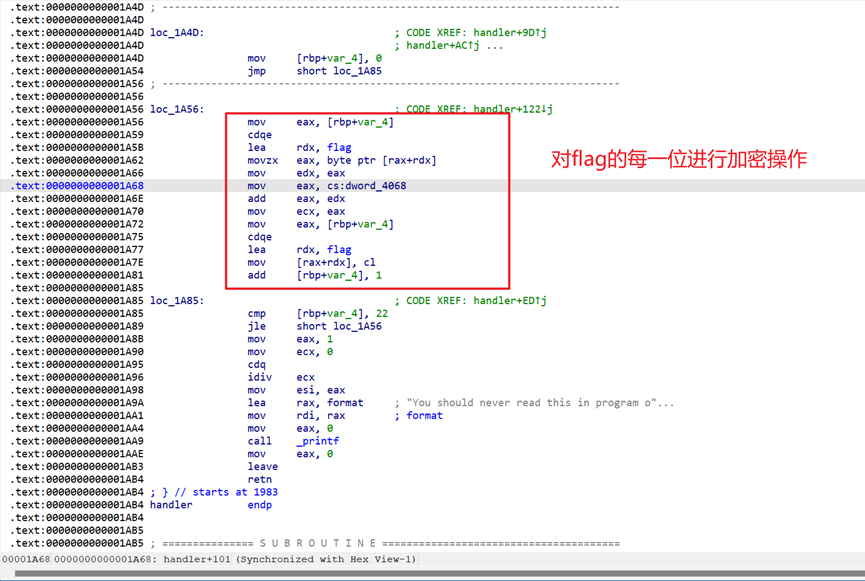 .text:0000000000001A4D ; ---------------------------------------------------------------------------
.text:0000000000001A4D
.text:0000000000001A4D loc_1A4D: ; CODE XREF: handler+9D↑j
.text:0000000000001A4D ; handler+AC↑j ...
.text:0000000000001A4D mov [rbp+var_4], 0
.text:0000000000001A54 jmp short loc_1A85
.text:0000000000001A56 ; ---------------------------------------------------------------------------
.text:0000000000001A56
.text:0000000000001A56 loc_1A56: ; CODE XREF: handler+122↓j
.text:0000000000001A56 mov eax, [rbp+var_4]
.text:0000000000001A59 cdqe
.text:0000000000001A5B lea rdx, flag
.text:0000000000001A62 movzx eax, byte ptr [rax+rdx]
对flag的每一位进行加密操作
.text:0000000000001A66 mov edx, eax
.text:0000000000001A68 mov eax, cs:dword_4068
.text:0000000000001A6E add eax, edx
.text:0000000000001A70 mov ecx, eax
.text:0000000000001A72 mov eax, [rbp+var_4]
.text:0000000000001A75 cdqe
.text:0000000000001A77 lea rdx, flag
.text:0000000000001A7E mov [rax+rdx], cl
.text:0000000000001A81 add [rbp+var_4], 1
.text:0000000000001A85
.text:0000000000001A85 loc_1A85: ; CODE XREF: handler+ED↑j
.text:0000000000001A85 cmp [rbp+var_4], 22
.text:0000000000001A89 jle short loc_1A56
.text:0000000000001A8B mov eax, 1
.text:0000000000001A90 mov ecx, 0
.text:0000000000001A95 cdq
.text:0000000000001A96 idiv ecx
.text:0000000000001A98 mov esi, eax
.text:0000000000001A9A lea rax, format ; "You should never read this in program o"...
.text:0000000000001AA1 mov rdi, rax ; format
.text:0000000000001AA4 mov eax, 0
.text:0000000000001AA9 call _printf
.text:0000000000001AAE mov eax, 0
.text:0000000000001AB3 leave
.text:0000000000001AB4 retn
.text:0000000000001AB4 ; } // starts at 1983
.text:0000000000001AB4 handler endp
.text:0000000000001AB4
.text:0000000000001AB5
.text:0000000000001AB5 ; =============== S U B R O U T I N E =======================================
00001A68 0000000000001A68: handler+101 (Synchronized with Hex View-1)